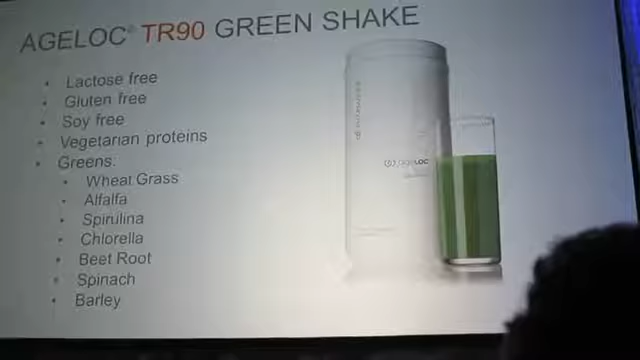 AGELOC® TR90 GREEN SHAKE
• Lactose free
• Gluten free
• Soy free
• Vegetarian proteins
• Greens:
• Wheat Grass
• Alfalfa
• Spirulina
• Chlorella
• Beet Root
• Spinach
• Barley
ageLOC